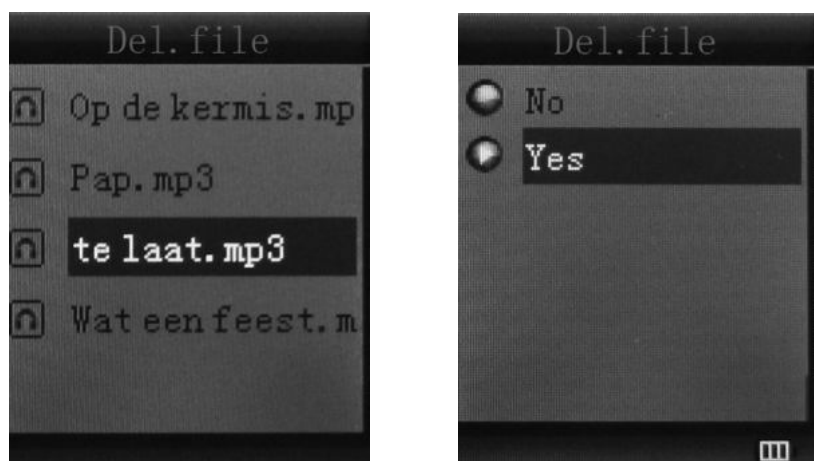 Del.file
Op de kermis.mp
Pap.mp3
te laat.mp3
Wat een feest.m
Del.file
No
Yes